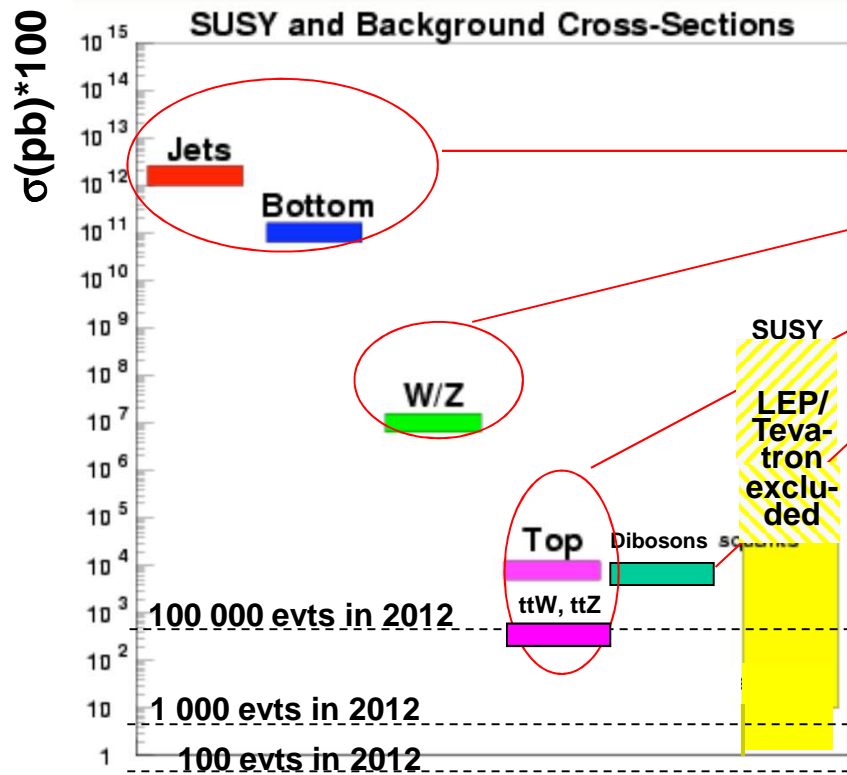 SUSY and Background Cross-Sections
σ(pb)*100
10 15
10 14
10 13
10 12
10 11
10 10
10 9
10 8
10 7
10 6
10 5
10 4
10 3
10 2
10
1
Jets
Bottom
W/Z
SUSY
LEP/
Teva-
tron
exclu-
ded
Top
Dibosons
ttW, ttZ
100 000 evts in 2012
1 000 evts in 2012
100 evts in 2012